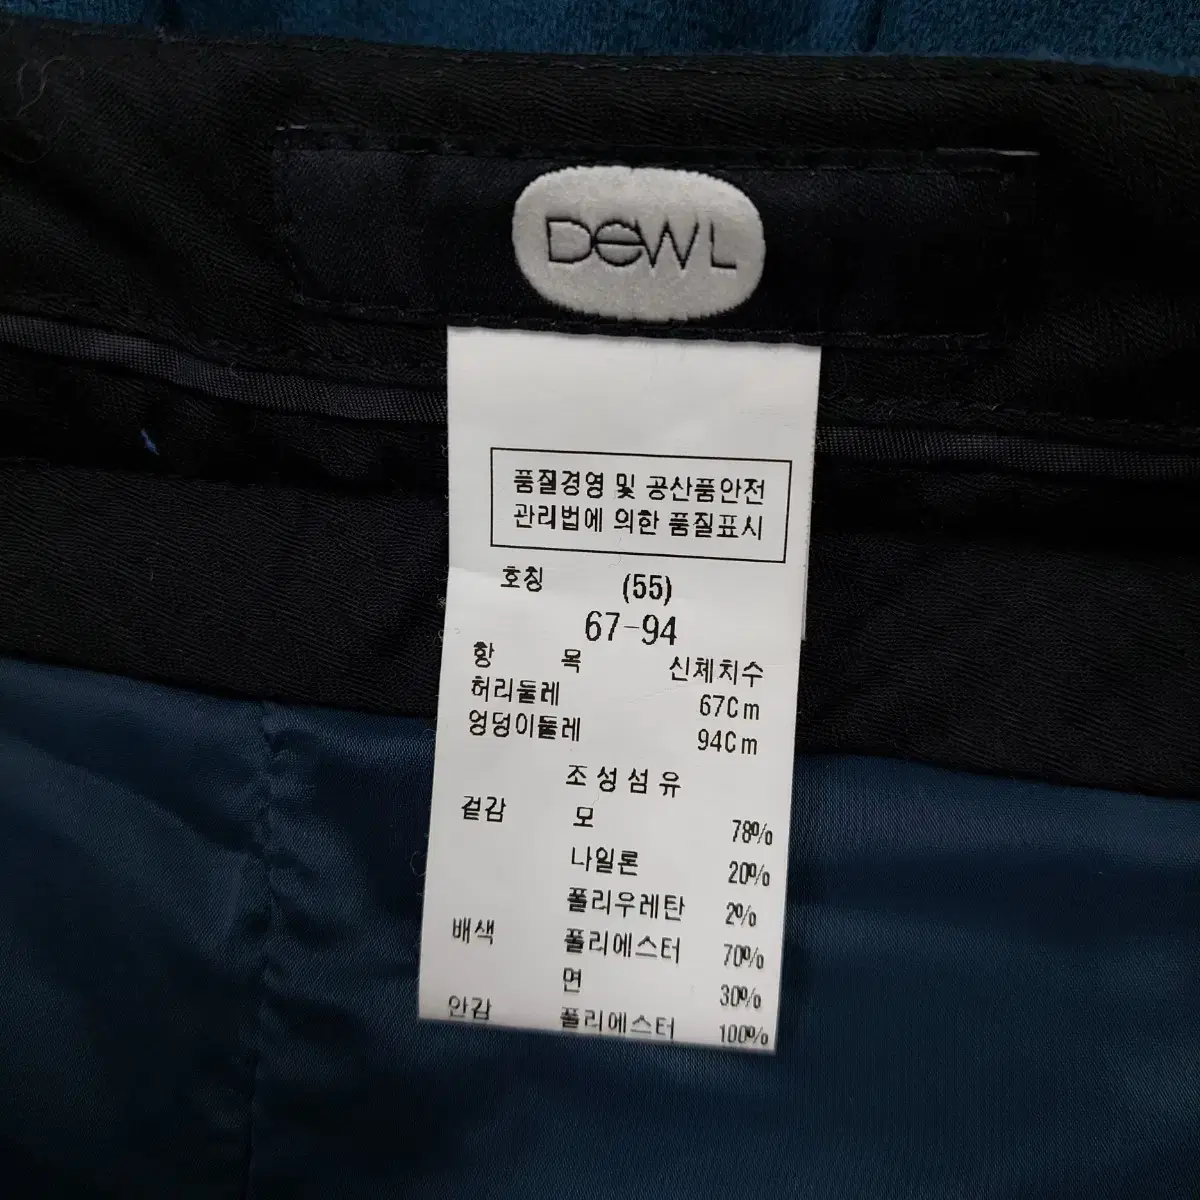 DeWL
품질경영 및 공산품안전
관리법에 의한 품질표시
호칭 (55)
67-94
항 목 신체치수
허리둘레 67Cm
엉덩이둘레 94Cm
조성섬유
겉감 모 78%
나일론 20%
폴리우레탄 2%
배색 폴리에스터 70%
면 30%
안감 폴리에스터 100%